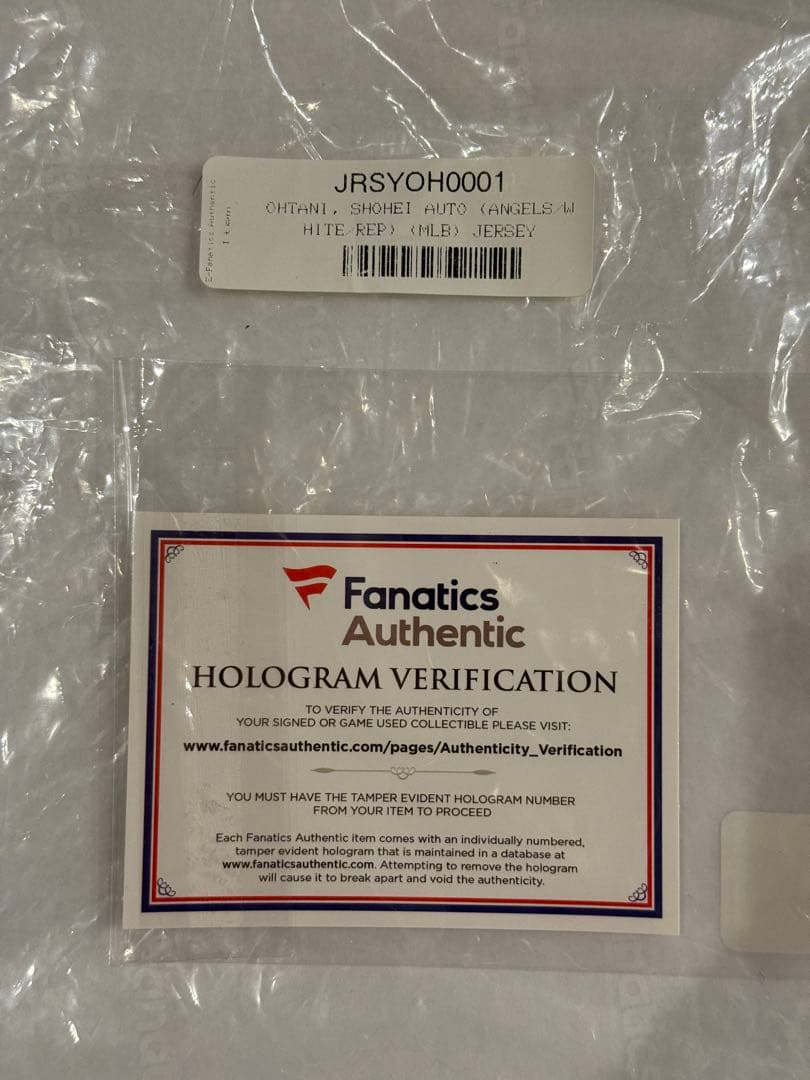 JRSYOH0001
OHTANI, SHOHEI AUTO (ANGELS/W
HITE/REP) (MLB) JERSEY
E-Fanatics Authentic
Item
Fanatics
Authentic
HOLOGRAM VERIFICATION
TO VERIFY THE AUTHENTICITY OF
YOUR SIGNED OR GAME USED COLLECTIBLE PLEASE VISIT:
www.fanaticsauthentic.com/pages/Authenticity_Verification
YOU MUST HAVE THE TAMPER EVIDENT HOLOGRAM NUMBER
FROM YOUR ITEM TO PROCEED
Each Fanatics Authentic item comes with an individually numbered,
tamper evident hologram that is maintained in a database at
www.fanaticsauthentic.com. Attempting to remove the hologram
will cause it to break apart and void the authenticity.